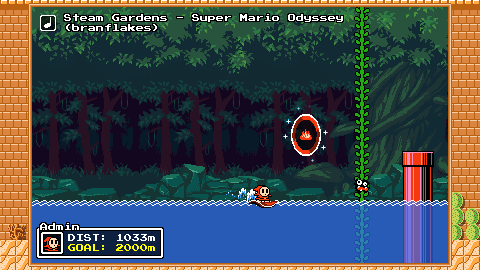 Steam Gardens - Super Mario Odyssey
(branflakes)
Admin
DIST: 1033m
GOAL: 2000m